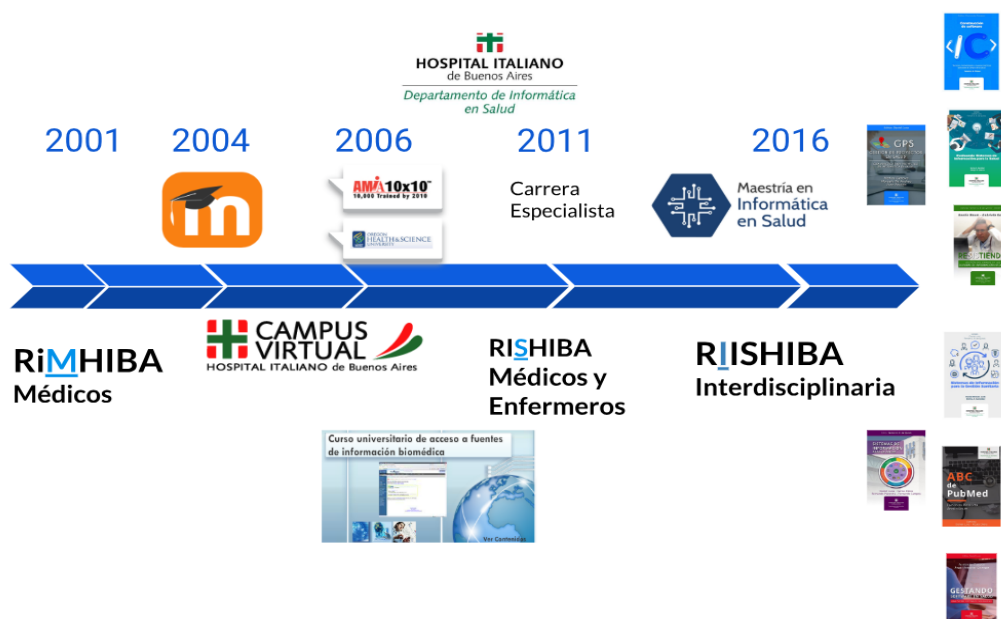 HOSPITAL ITALIANO
de Buenos Aires
Departamento de Informática
en Salud
2001
2004
2006
2011
2016
m
AMIA 10x10™
10,000 Trained by 2010
OREGON
HEALTH&SCIENCE
UNIVERSITY
Carrera
Especialista
Maestría en
Informática
en Salud
RiMHIBA
Médicos
CAMPUS
VIRTUAL
HOSPITAL ITALIANO de Buenos Aires
RISHIBA
Médicos y
Enfermeros
RIISHIBA
Interdisciplinaria
Curso universitario de acceso a fuentes
de información biomédica
Ver Contenidos
GPS
ABC
de
PubMed
GESTANDO